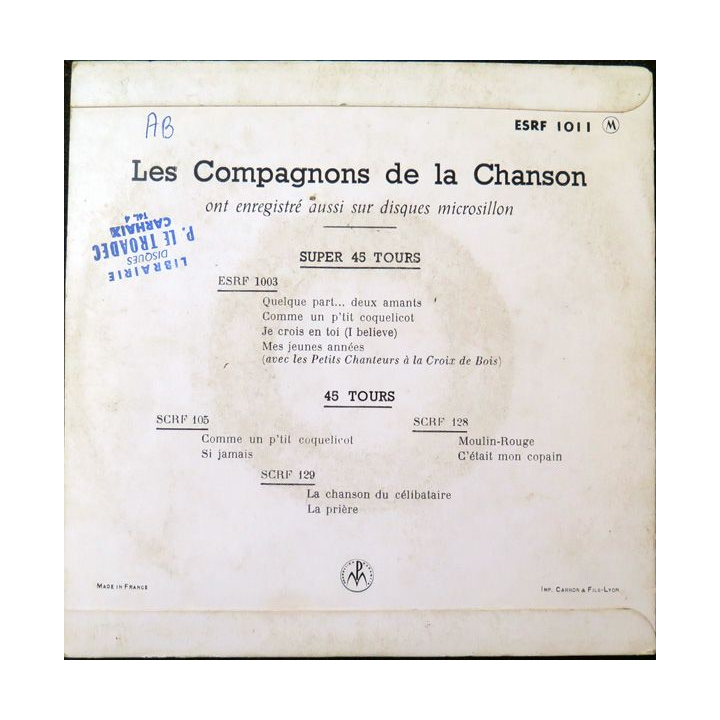 AB
ESRF 1011 M
Les Compagnons de la Chanson
ont enregistré aussi sur disques microsillon
LIBRAIRIE
DISQUES
P. LE TROADEC
CARHAIX
Tél. 4
SUPER 45 TOURS
ESRF 1003
Quelque part... deux amants
Comme un p'tit coquelicot
Je crois en toi (I believe)
Mes jeunes années
(avec les Petits Chanteurs à la Croix de Bois)
45 TOURS
SCRF 105
Comme un p'tit coquelicot
Si jamais
SCRF 128
Moulin-Rouge
C'était mon copain
SCRF 129
La chanson du célibataire
La prière
MADE IN FRANCE
IMP. CARRON & FILS-LYON